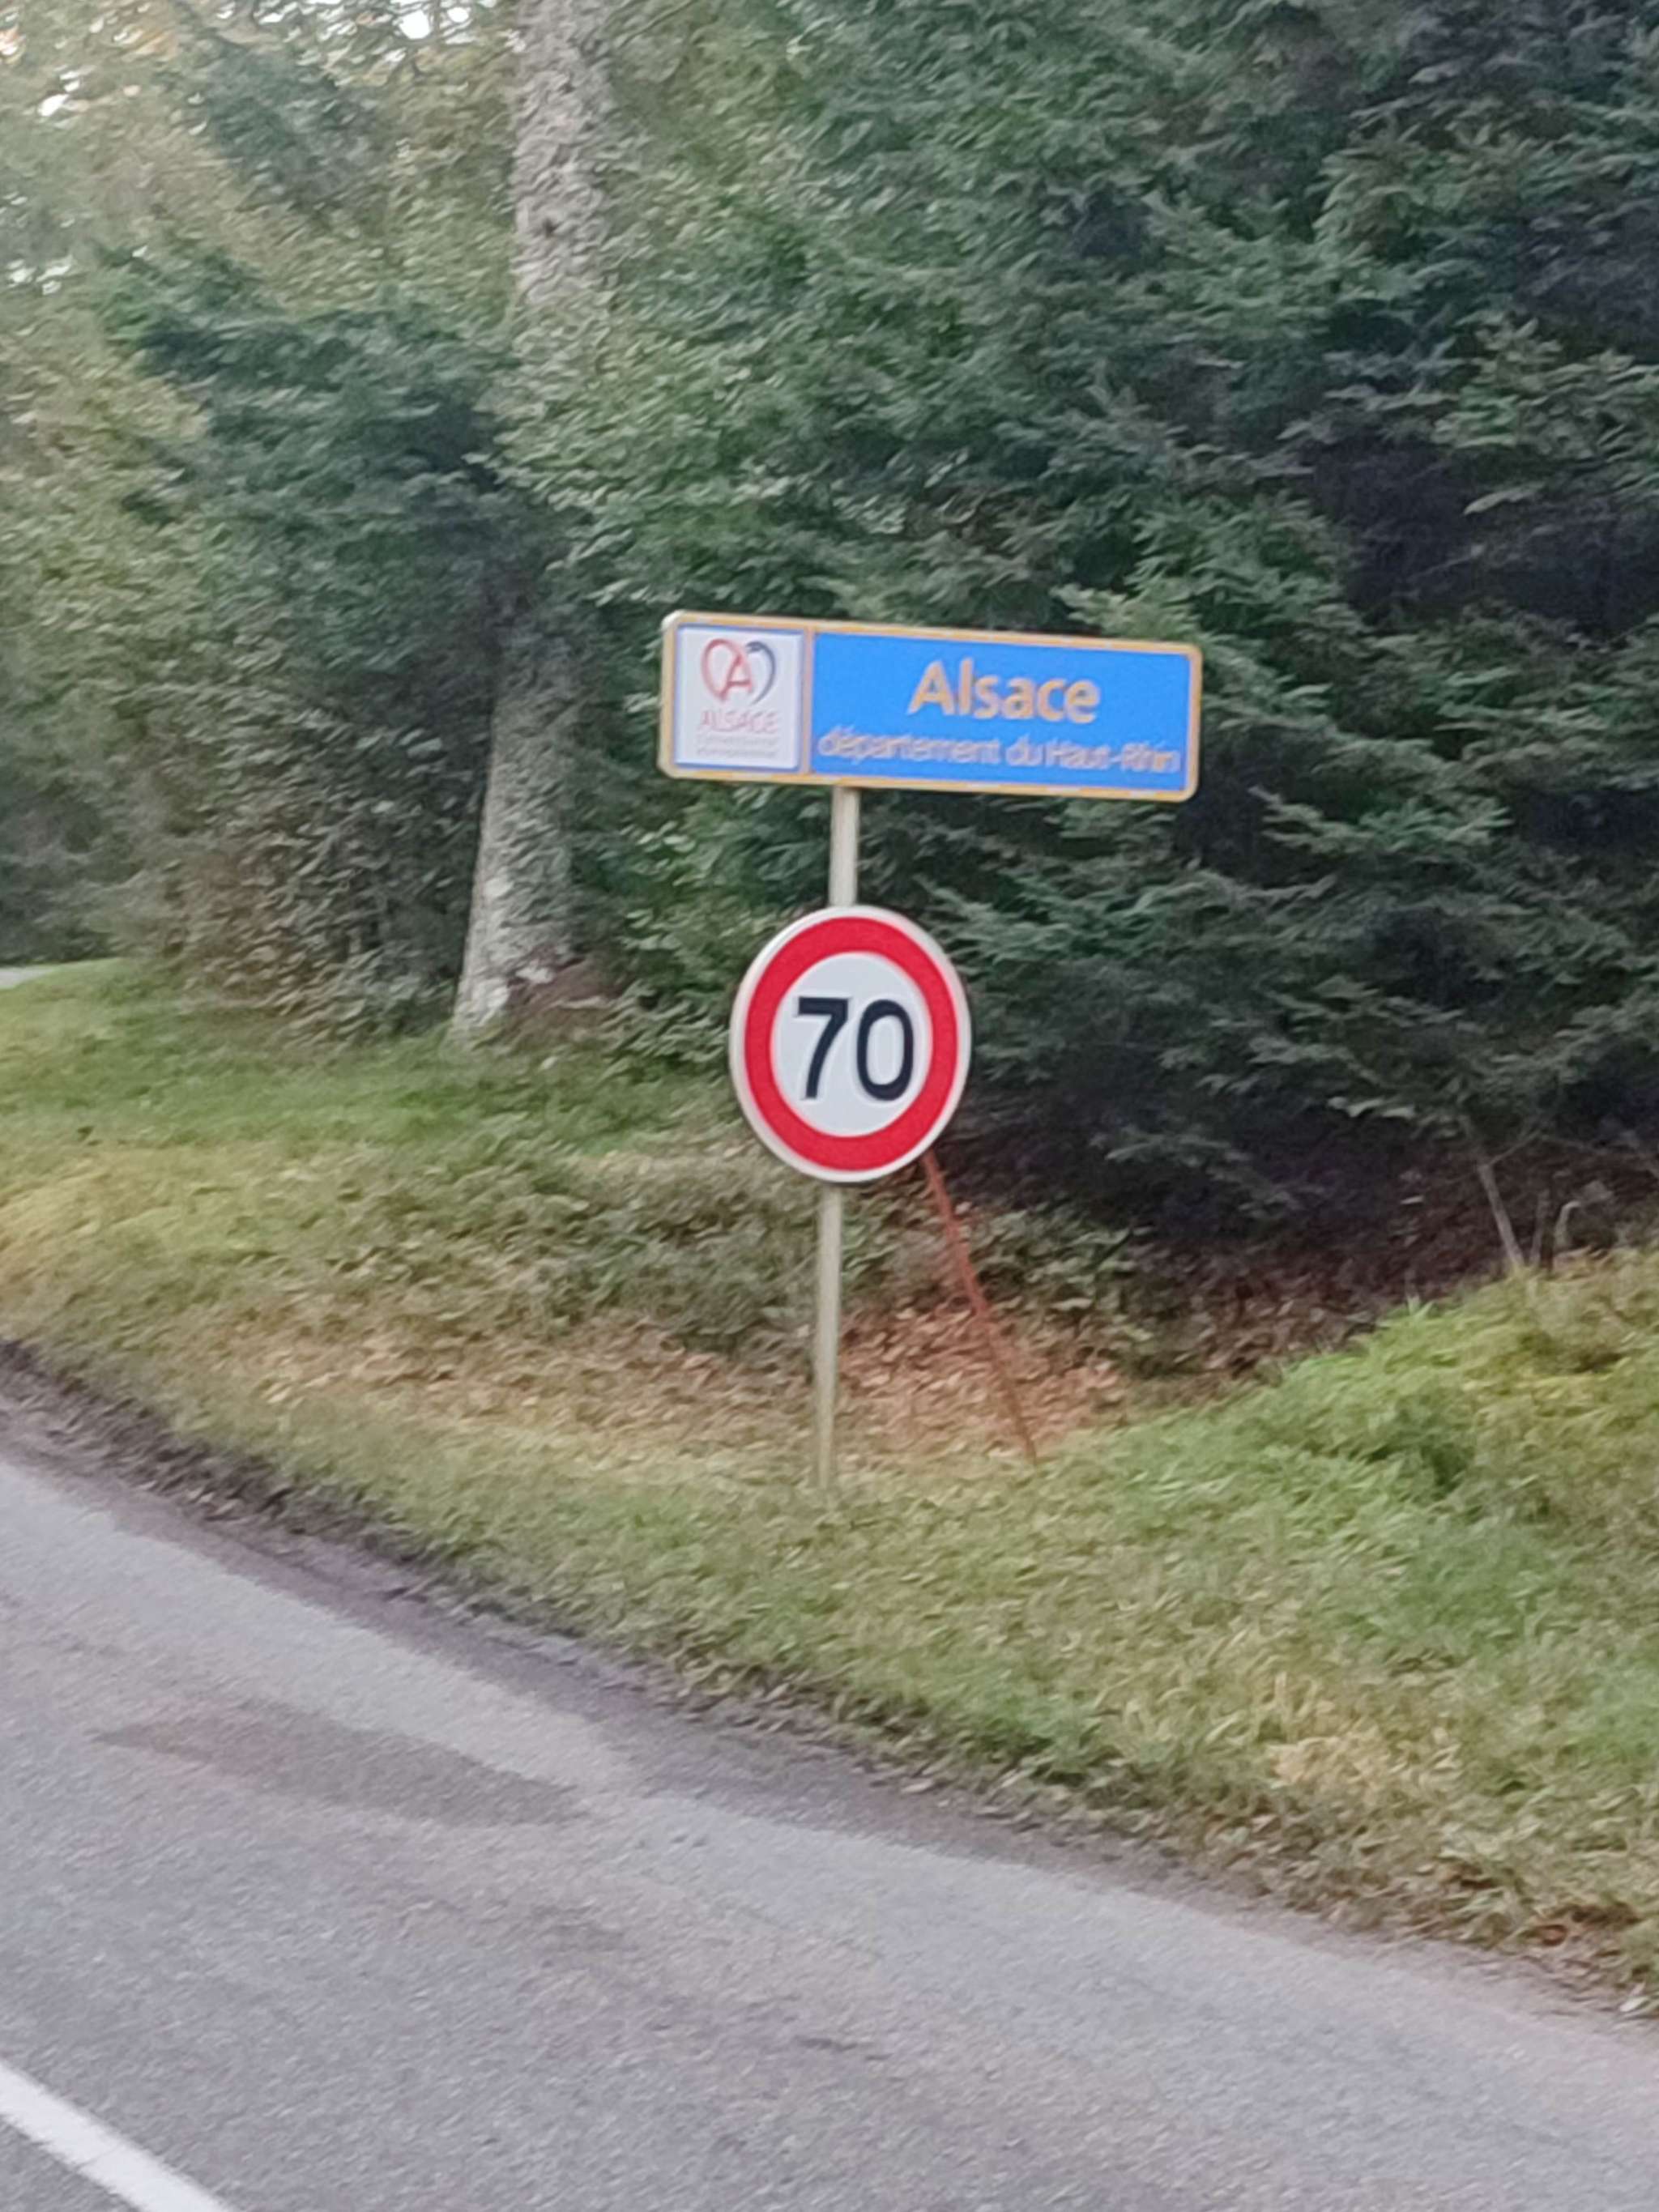 Alsace
département du Haut-Rhin
A
ALSACE
70